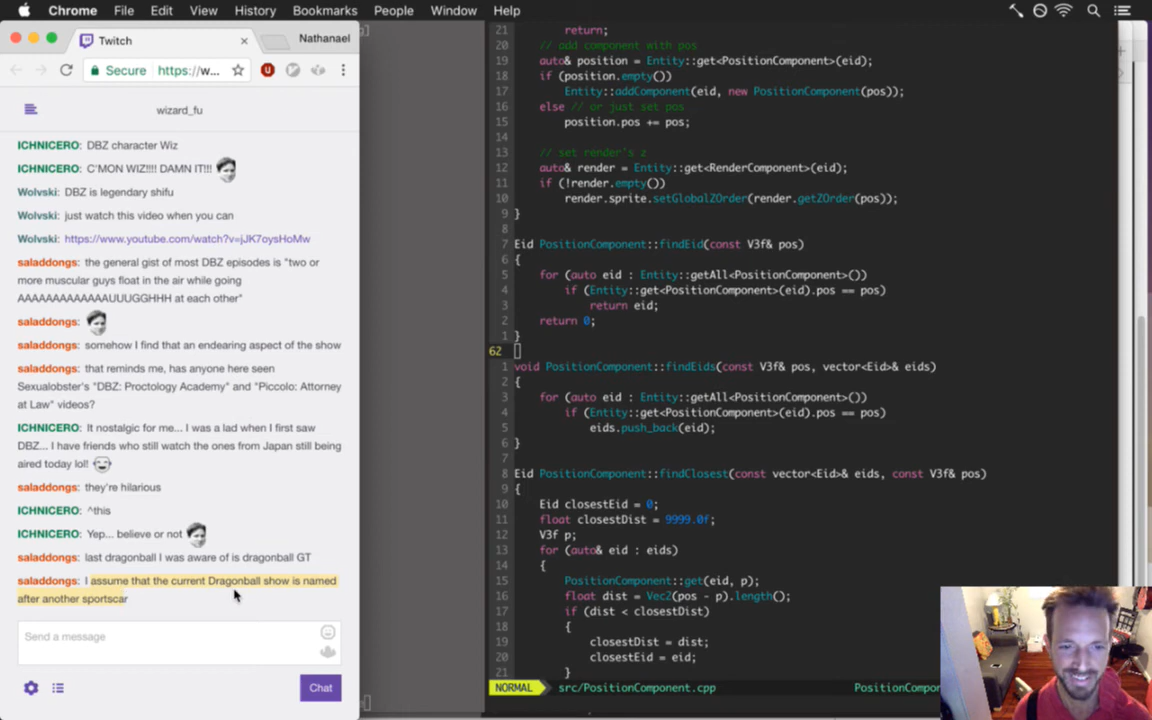 Chrome File Edit View History Bookmarks People Window Help
Twitch
Nathanael
Secure https://w...
wizard_fu
ICHNICERO: DBZ character Wiz
ICHNICERO: C'MON WIZ!!!! DAMN IT!!!
Wolvski: DBZ is legendary shifu
Wolvski: just watch this video when you can
Wolvski: https://www.youtube.com/watch?v=jJK7oysHoMw
saladdongs: the general gist of most DBZ episodes is "two or
more muscular guys float in the air while going
AAAAAAAAAAAAAUUUGGHHH at each other"
saladdongs:
saladdongs: somehow I find that an endearing aspect of the show
saladdongs: that reminds me, has anyone here seen
Sexualobster's "DBZ: Proctology Academy" and "Piccolo: Attorney
at Law" videos?
ICHNICERO: It nostalgic for me... I was a lad when I first saw
DBZ... I have friends who still watch the ones from Japan still being
aired today lol!
saladdongs: they're hilarious
ICHNICERO: ^this
ICHNICERO: Yep... believe or not
saladdongs: last dragonball I was aware of is dragonball GT
saladdongs: I assume that the current Dragonball show is named
after another sportscar
Send a message
Chat
21 return;
20 // add component with pos
19 auto& position = Entity::get<PositionComponent>(eid);
18 if (position.empty())
17 Entity::addComponent(eid, new PositionComponent(pos));
16 else // or just set pos
15 position.pos += pos;
14
13 // set render's z
12 auto& render = Entity::get<RenderComponent>(eid);
11 if (!render.empty())
10 render.sprite.setGlobalZOrder(render.getZOrder(pos));
9 }
8
7 Eid PositionComponent::findEid(const V3f& pos)
6 {
5 for (auto eid : Entity::getAll<PositionComponent>())
4 if (Entity::get<PositionComponent>(eid).pos == pos)
3 return eid;
2 return 0;
1 }
62
1 void PositionComponent::findEids(const V3f& pos, vector<Eid>& eids)
2 {
3 for (auto eid : Entity::getAll<PositionComponent>())
4 if (Entity::get<PositionComponent>(eid).pos == pos)
5 eids.push_back(eid);
6 }
7
8 Eid PositionComponent::findClosest(const vector<Eid>& eids, const V3f& pos)
9 {
10 Eid closestEid = 0;
11 float closestDist = 9999.0f;
12 V3f p;
13 for (auto& eid : eids)
14 {
15 PositionComponent::get(eid, p);
16 float dist = Vec2(pos - p).length();
17 if (dist < closestDist)
18 {
19 closestDist = dist;
20 closestEid = eid;
21 }
NORMAL src/PositionComponent.cpp PositionCompon